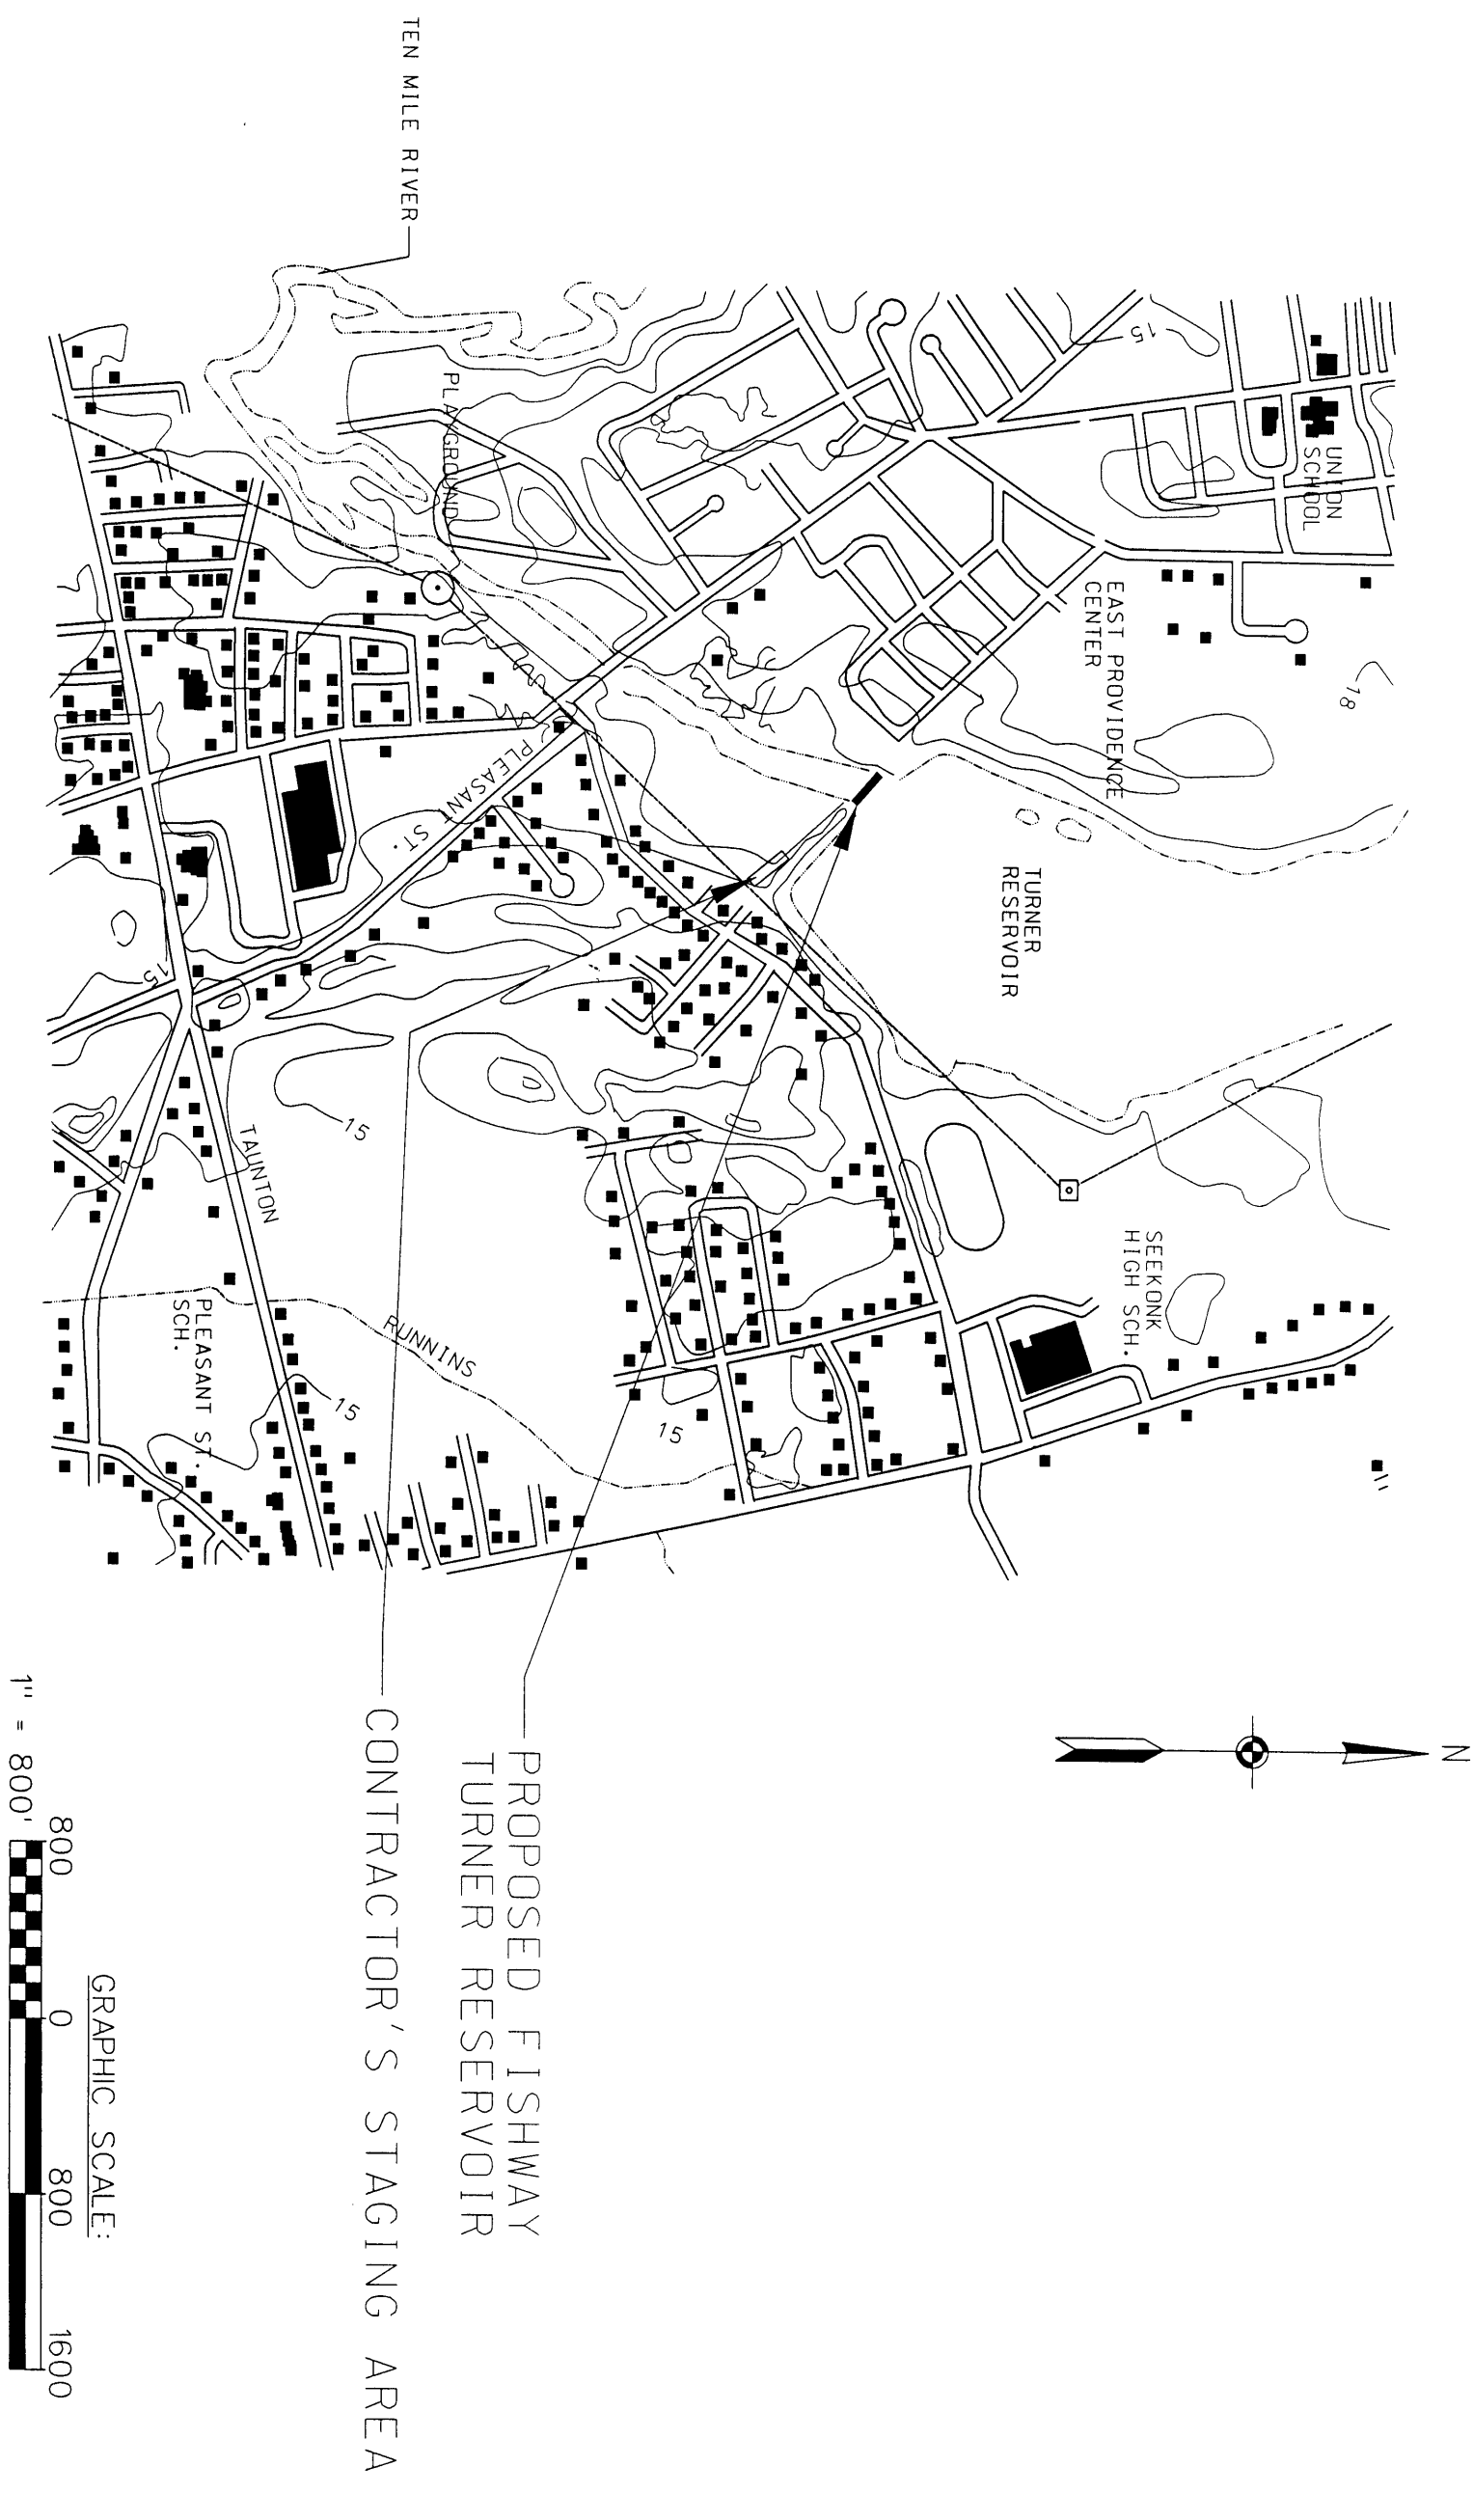 TEN MILE RIVER
PLAYGROUND
UNION
SCHOOL
15
EAST PROVIDENCE
CENTER
18
TURNER
RESERVOIR
PLEASANT ST.
15
15
TAUNTON
SEEKONK
HIGH SCH.
PLEASANT ST.
SCH.
RUNNINS
15
15
N
PROPOSED FISHWAY
TURNER RESERVOIR
CONTRACTOR'S STAGING AREA
GRAPHIC SCALE:
800 0 800 1600
1" = 800'